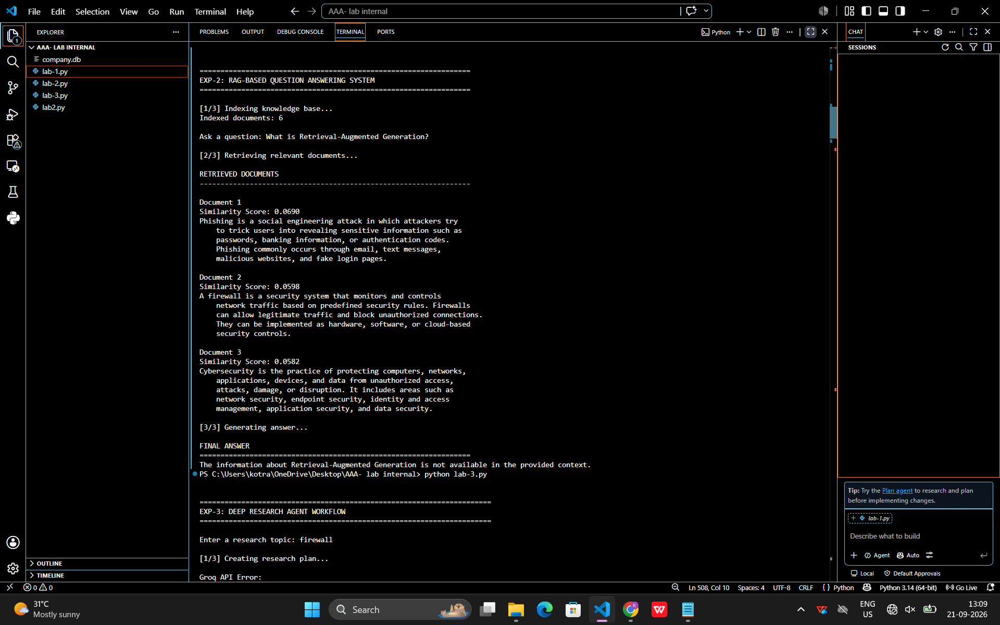 File Edit Selection View Go Run Terminal Help
AAA- lab internal
EXPLORER
AAA- LAB INTERNAL
company.db
lab-1.py
lab-2.py
lab-3.py
lab2.py
OUTLINE
TIMELINE
PROBLEMS OUTPUT DEBUG CONSOLE TERMINAL PORTS
Python
=================================================================
EXP-2: RAG-BASED QUESTION ANSWERING SYSTEM
=================================================================
[1/3] Indexing knowledge base...
Indexed documents: 6
Ask a question: What is Retrieval-Augmented Generation?
[2/3] Retrieving relevant documents...
RETRIEVED DOCUMENTS
-----------------------------------------------------------------
Document 1
Similarity Score: 0.0690
Phishing is a social engineering attack in which attackers try
to trick users into revealing sensitive information such as
passwords, banking information, or authentication codes.
Phishing commonly occurs through email, text messages,
malicious websites, and fake login pages.
Document 2
Similarity Score: 0.0598
A firewall is a security system that monitors and controls
network traffic based on predefined security rules. Firewalls
can allow legitimate traffic and block unauthorized connections.
They can be implemented as hardware, software, or cloud-based
security controls.
Document 3
Similarity Score: 0.0582
Cybersecurity is the practice of protecting computers, networks,
applications, devices, and data from unauthorized access,
attacks, damage, or disruption. It includes areas such as
network security, endpoint security, identity and access
management, application security, and data security.
[3/3] Generating answer...
FINAL ANSWER
=================================================================
The information about Retrieval-Augmented Generation is not available in the provided context.
PS C:\Users\kotra\OneDrive\Desktop\AAA- lab internal> python lab-3.py
======================================================================
EXP-3: DEEP RESEARCH AGENT WORKFLOW
======================================================================
Enter a research topic: firewall
[1/3] Creating research plan...
Groq API Error:
CHAT
SESSIONS
Tip: Try the Plan agent to research and plan
before implementing changes.
lab-1.py
Describe what to build
Agent Auto
Local Default Approvals
0 0
Ln 508, Col 10 Spaces: 4 UTF-8 CRLF { } Python Python 3.14 (64-bit) Go Live
31°C
Mostly sunny
Search
ENG
US
13:09
21-09-2026